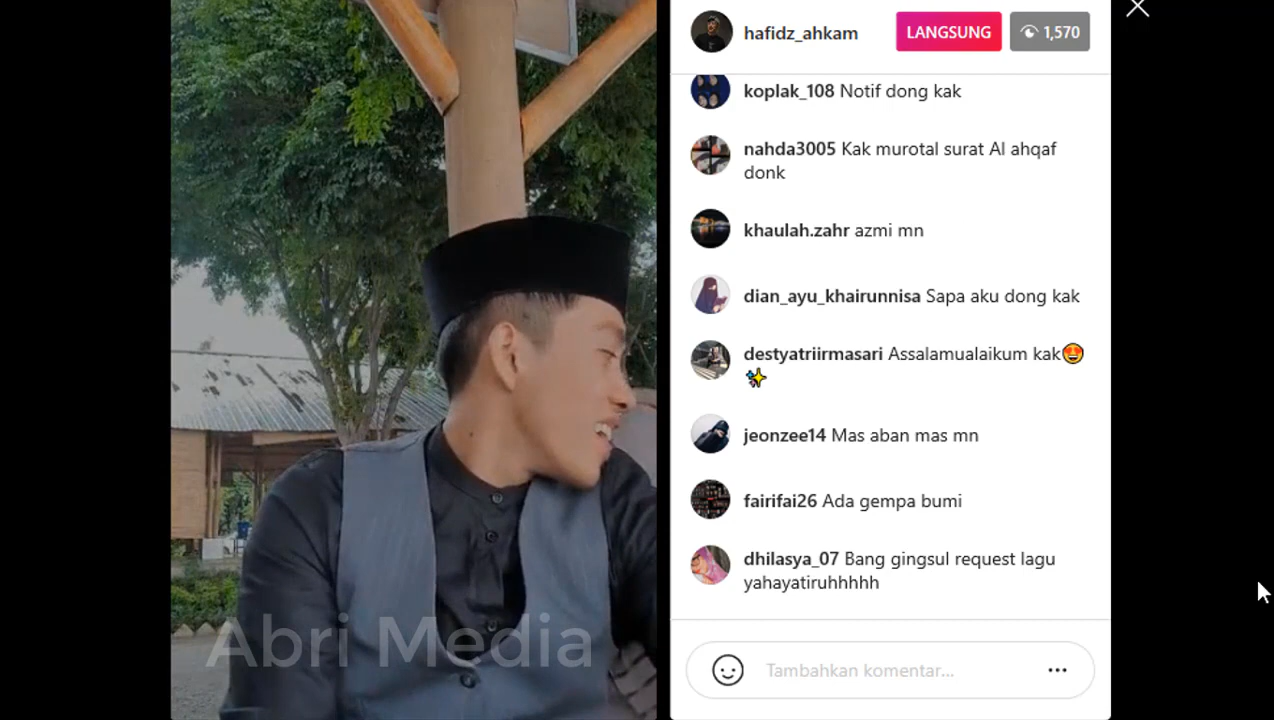 hafidz_ahkam LANGSUNG 1,570
koplak_108 Notif dong kak
nahda3005 Kak murotal surat Al ahqaf
donk
khaulah.zahr azmi mn
dian_ayu_khairunnisa Sapa aku dong kak
destyatriirmasari Assalamualaikum kak🤩
✨
jeonzee14 Mas aban mas mn
fairifai26 Ada gempa bumi
dhilasya_07 Bang gingsul request lagu
yahayatiruhhhhh
Abri Media
Tambahkan komentar...